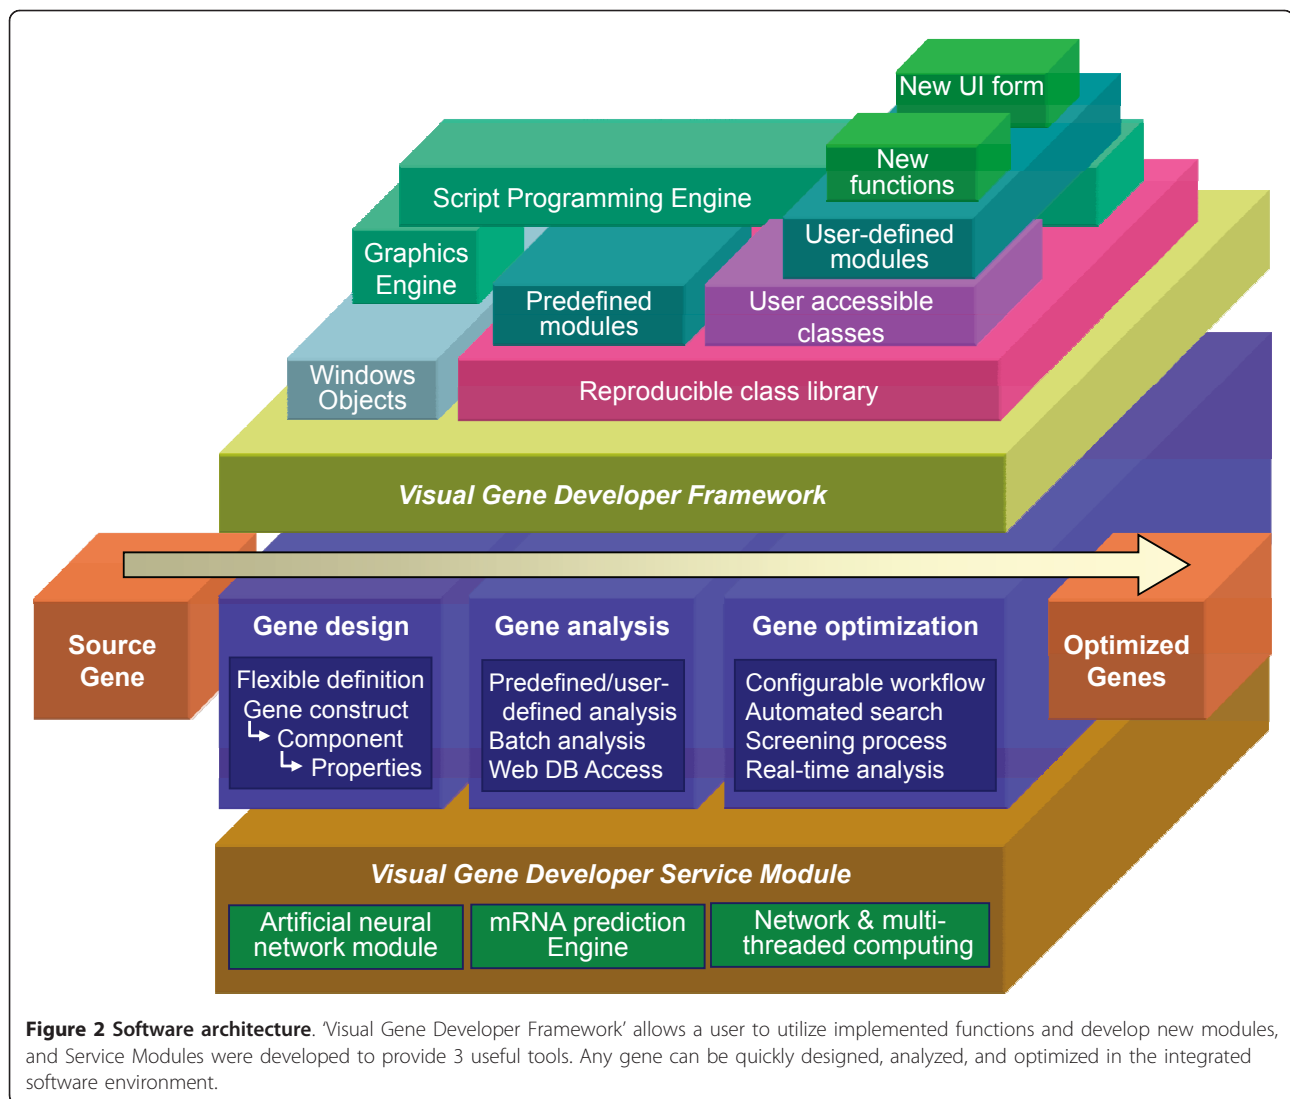 New UI form
New
functions
Script Programming Engine
User-defined
modules
Graphics
Engine
Predefined
modules
User accessible
classes
Windows
Objects
Reproducible class library
Visual Gene Developer Framework
Source
Gene
Gene design
Flexible definition
Gene construct
Component
Properties
Gene analysis
Predefined/user-
defined analysis
Batch analysis
Web DB Access
Gene optimization
Configurable workflow
Automated search
Screening process
Real-time analysis
Optimized
Genes
Visual Gene Developer Service Module
Artificial neural
network module
mRNA prediction
Engine
Network & multi-
threaded computing
Figure 2 Software architecture. 'Visual Gene Developer Framework' allows a user to utilize implemented functions and develop new modules,
and Service Modules were developed to provide 3 useful tools. Any gene can be quickly designed, analyzed, and optimized in the integrated
software environment.